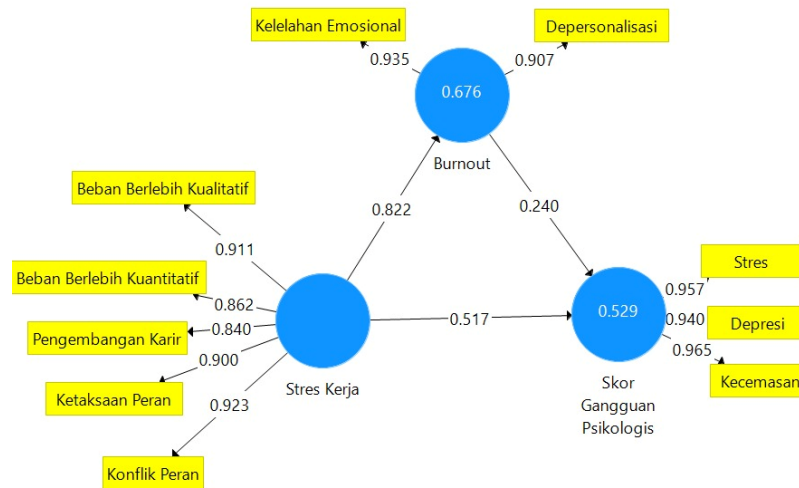 Kelelahan Emosional
Depersonalisasi
0.935
0.907
0.676
Burnout
Beban Berlebih Kualitatif
0.822
0.240
0.911
Beban Berlebih Kuantitatif
0.862
Stres
0.957
Pengembangan Karir
0.840
0.517
0.529
0.940
Depresi
0.900
0.965
Ketaksaan Peran
Stres Kerja
Skor
Gangguan
Psikologis
Kecemasan
0.923
Konflik Peran